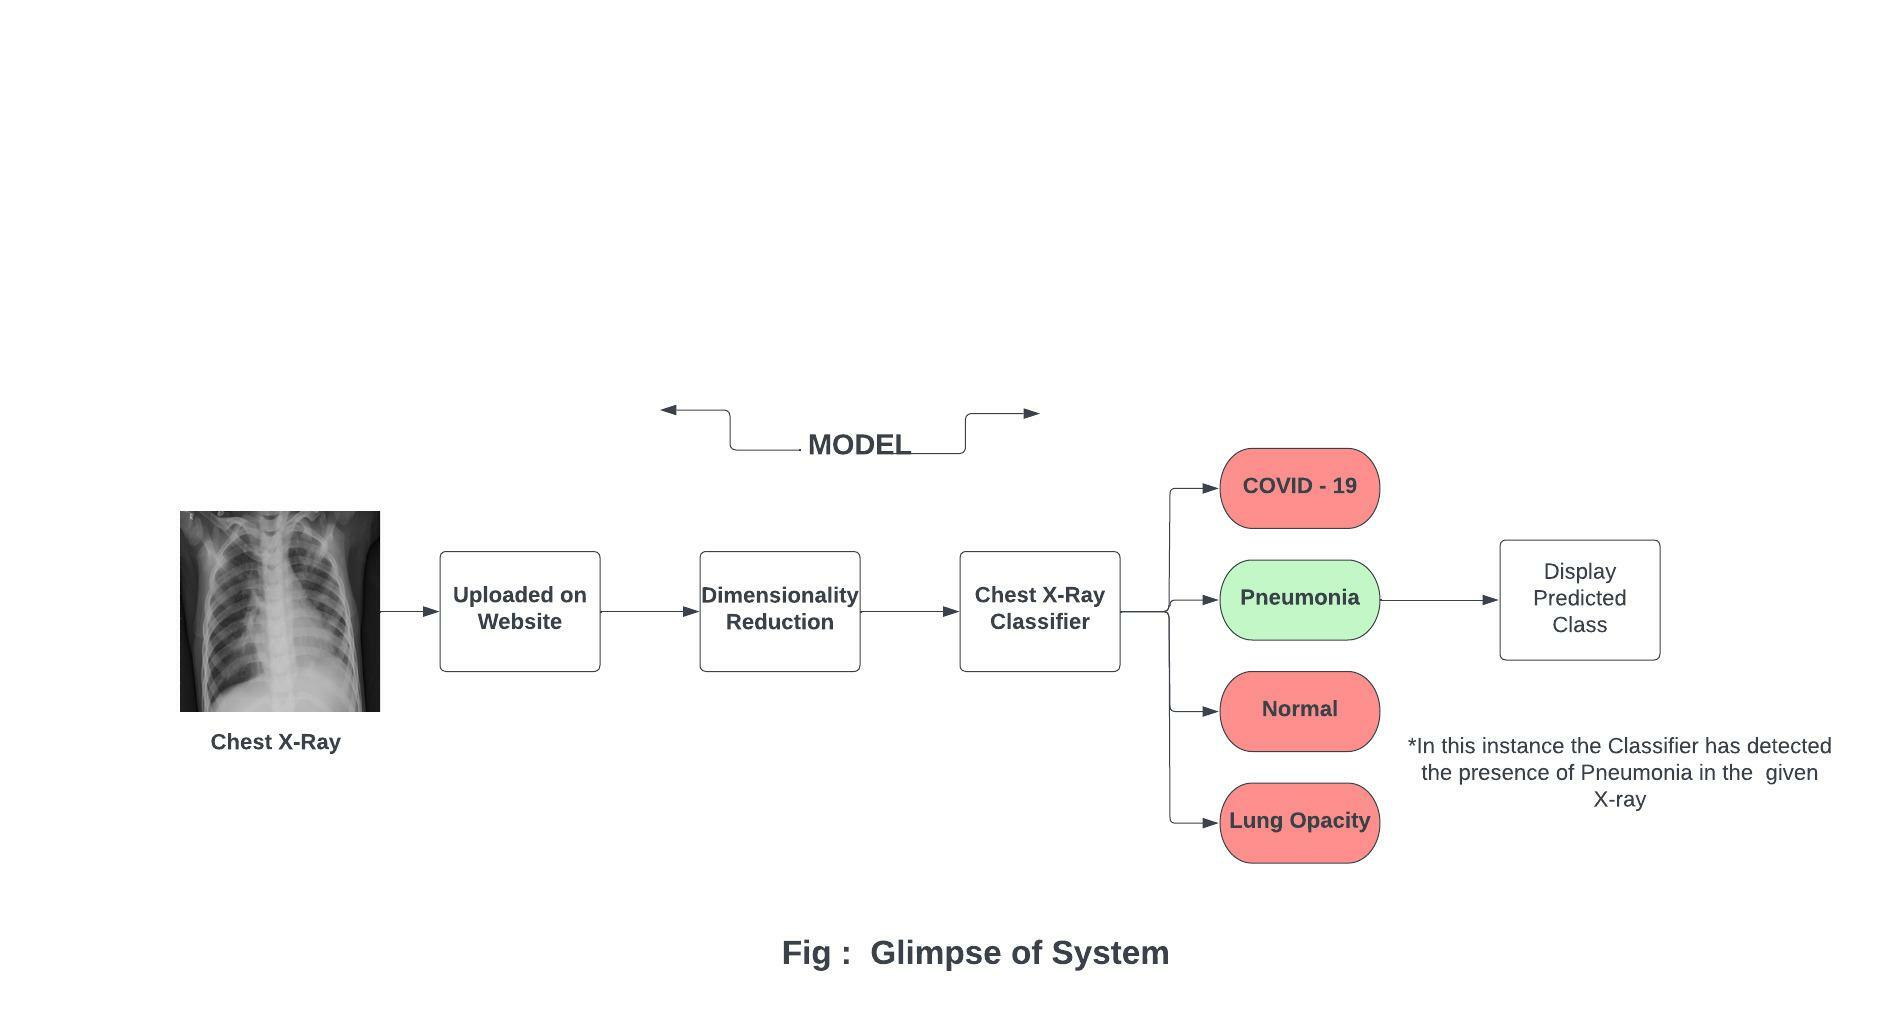 MODEL
COVID - 19
Uploaded on
Website
Dimensionality
Reduction
Chest X-Ray
Classifier
Pneumonia
Display
Predicted
Class
Normal
Chest X-Ray
*In this instance the Classifier has detected
the presence of Pneumonia in the  given
X-ray
Lung Opacity
Fig :  Glimpse of System